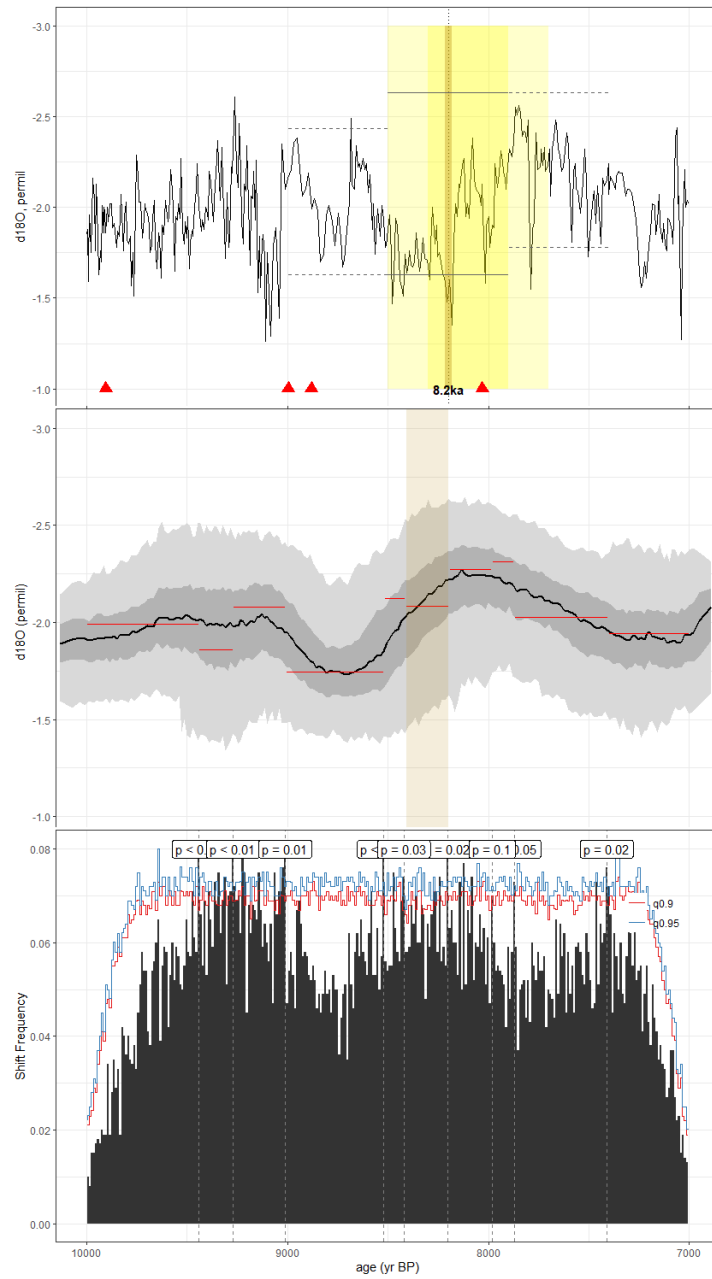 -3.0
-2.5
-2.0
-1.5
-1.0
d18O, permil
8.2ka
-3.0
-2.5
-2.0
-1.5
-1.0
d18O (permil)
0.08
0.06
0.04
0.02
0.00
Shift Frequency
p < 0
p < 0.01
p = 0.01
p <
p = 0.03
= 0.02
p = 0.1
0.05
p = 0.02
q0.9
q0.95
10000 9000 8000 7000
age (yr BP)